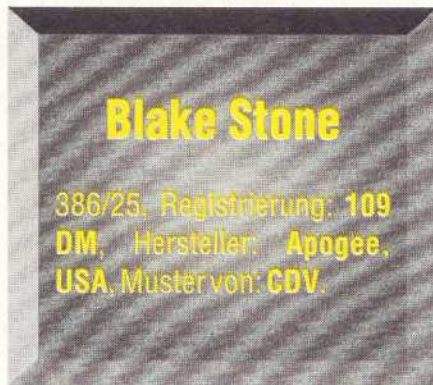 Blake Stone
386/25, Registrierung: 109
DM, Hersteller: Apogee,
USA, Muster von: CDV.